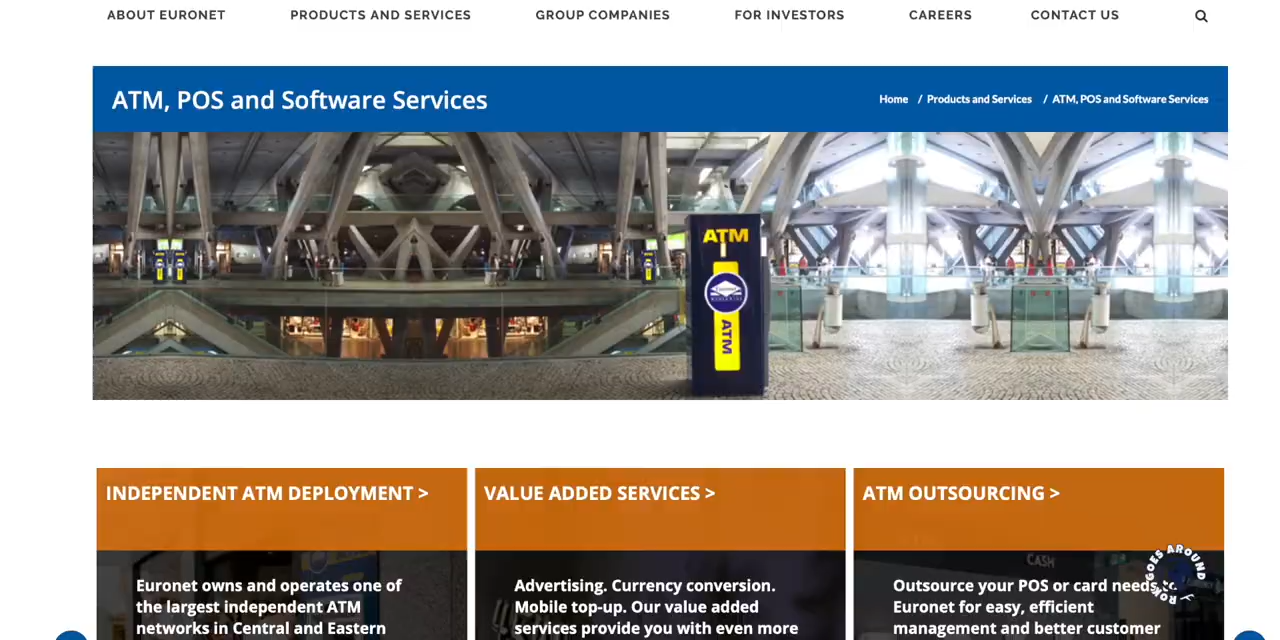 ABOUT EURONET
PRODUCTS AND SERVICES
GROUP COMPANIES
FOR INVESTORS
CAREERS
CONTACT US
ATM, POS and Software Services
Home / Products and Services / ATM, POS and Software Services
ATM
ATM
INDEPENDENT ATM DEPLOYMENT >
Euronet owns and operates one of
the largest independent ATM
networks in Central and Eastern
VALUE ADDED SERVICES >
Advertising. Currency conversion.
Mobile top-up. Our value added
services provide you with even more
ATM OUTSOURCING >
CASH
Outsource your POS or card needs to
Euronet for easy, efficient
management and better customer
GOES AROUND